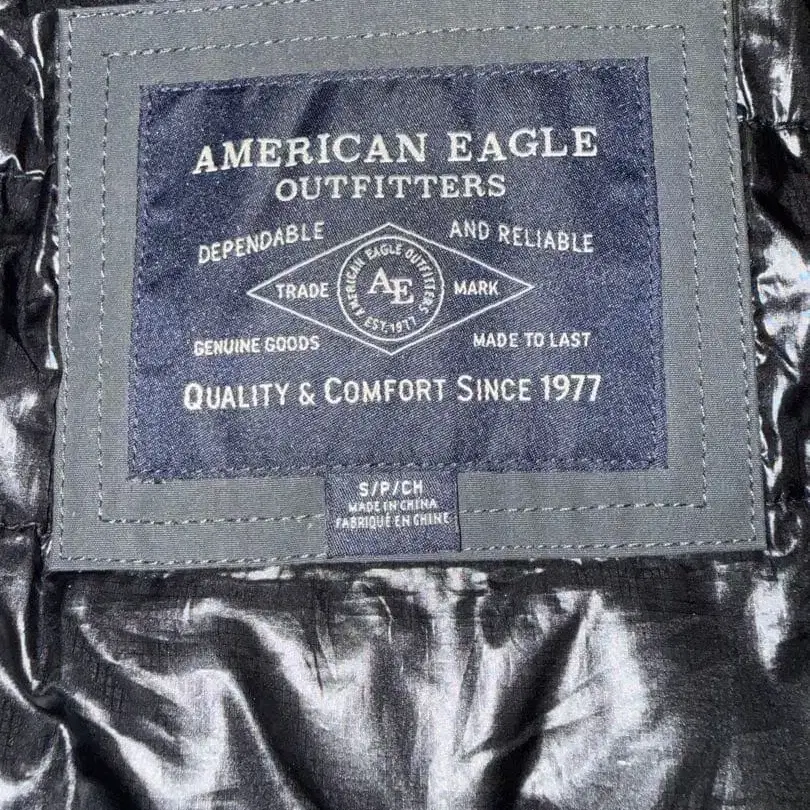 AMERICAN EAGLE
OUTFITTERS
DEPENDABLE AND RELIABLE
AMERICAN EAGLE OUTFITTERS
TRADE AE MARK
EST. 1977
GENUINE GOODS MADE TO LAST
QUALITY & COMFORT SINCE 1977
S/P/CH
MADE IN CHINA
FABRIQUÉ EN CHINE